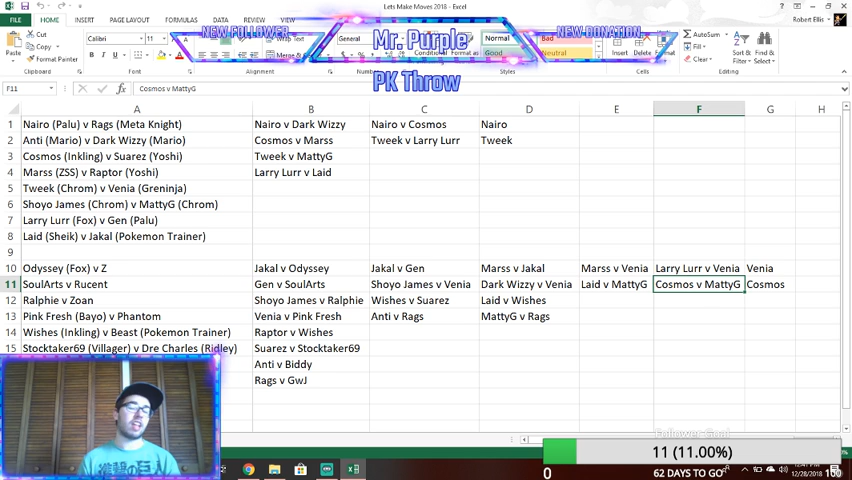 Lets Make Moves 2018 - Excel
Robert Ellis
FILE HOME INSERT PAGE LAYOUT FORMULAS DATA REVIEW
Cut
Copy
Paste
Clipboard
Calibri
B I U
Font
Wrap Text
Merge &
General
Normal
Bad
Good
Neutral
Styles
Insert Delete Format
AutoSum
Fill
Clear
Sort &
Filter
Find &
Select
Editing
NEW FOLLOWER
Mr. Purple
PK Throw
NEW DONATION
F11 Cosmos v MattyG
A B C D E F G H
1 Nairo (Palu) v Rags (Meta Knight) Nairo v Dark Wizzy Nairo v Cosmos Nairo
2 Anti (Mario) v Dark Wizzy (Mario) Cosmos v Marss Tweek v Larry Lurr Tweek
3 Cosmos (Inkling) v Suarez (Yoshi) Tweek v MattyG
4 Marss (ZSS) v Raptor (Yoshi) Larry Lurr v Laid
5 Tweek (Chrom) v Venia (Greninja)
6 Shoyo James (Chrom) v MattyG (Chrom)
7 Larry Lurr (Fox) v Gen (Palu)
8 Laid (Sheik) v Jakal (Pokemon Trainer)
9
10 Odyssey (Fox) v Z Jakal v Odyssey Jakal v Gen Marss v Jakal Marss v Venia Larry Lurr v Venia Venia
11 SoulArts v Rucent Gen v SoulArts Shoyo James v Venia Dark Wizzy v Venia Laid v MattyG Cosmos v MattyG Cosmos
12 Ralphie v Zoan Shoyo James v Ralphie Wishes v Suarez Laid v Wishes
13 Pink Fresh (Bayo) v Phantom Venia v Pink Fresh Anti v Rags MattyG v Rags
14 Wishes (Inkling) v Beast (Pokemon Trainer) Raptor v Wishes
15 Stocktaker69 (Villager) v Dre Charles (Ridley) Suarez v Stocktaker69
Anti v Biddy
Rags v GwJ
Follower Goal
11 (11.00%)
0 62 DAYS TO GO 100
12/28/2018